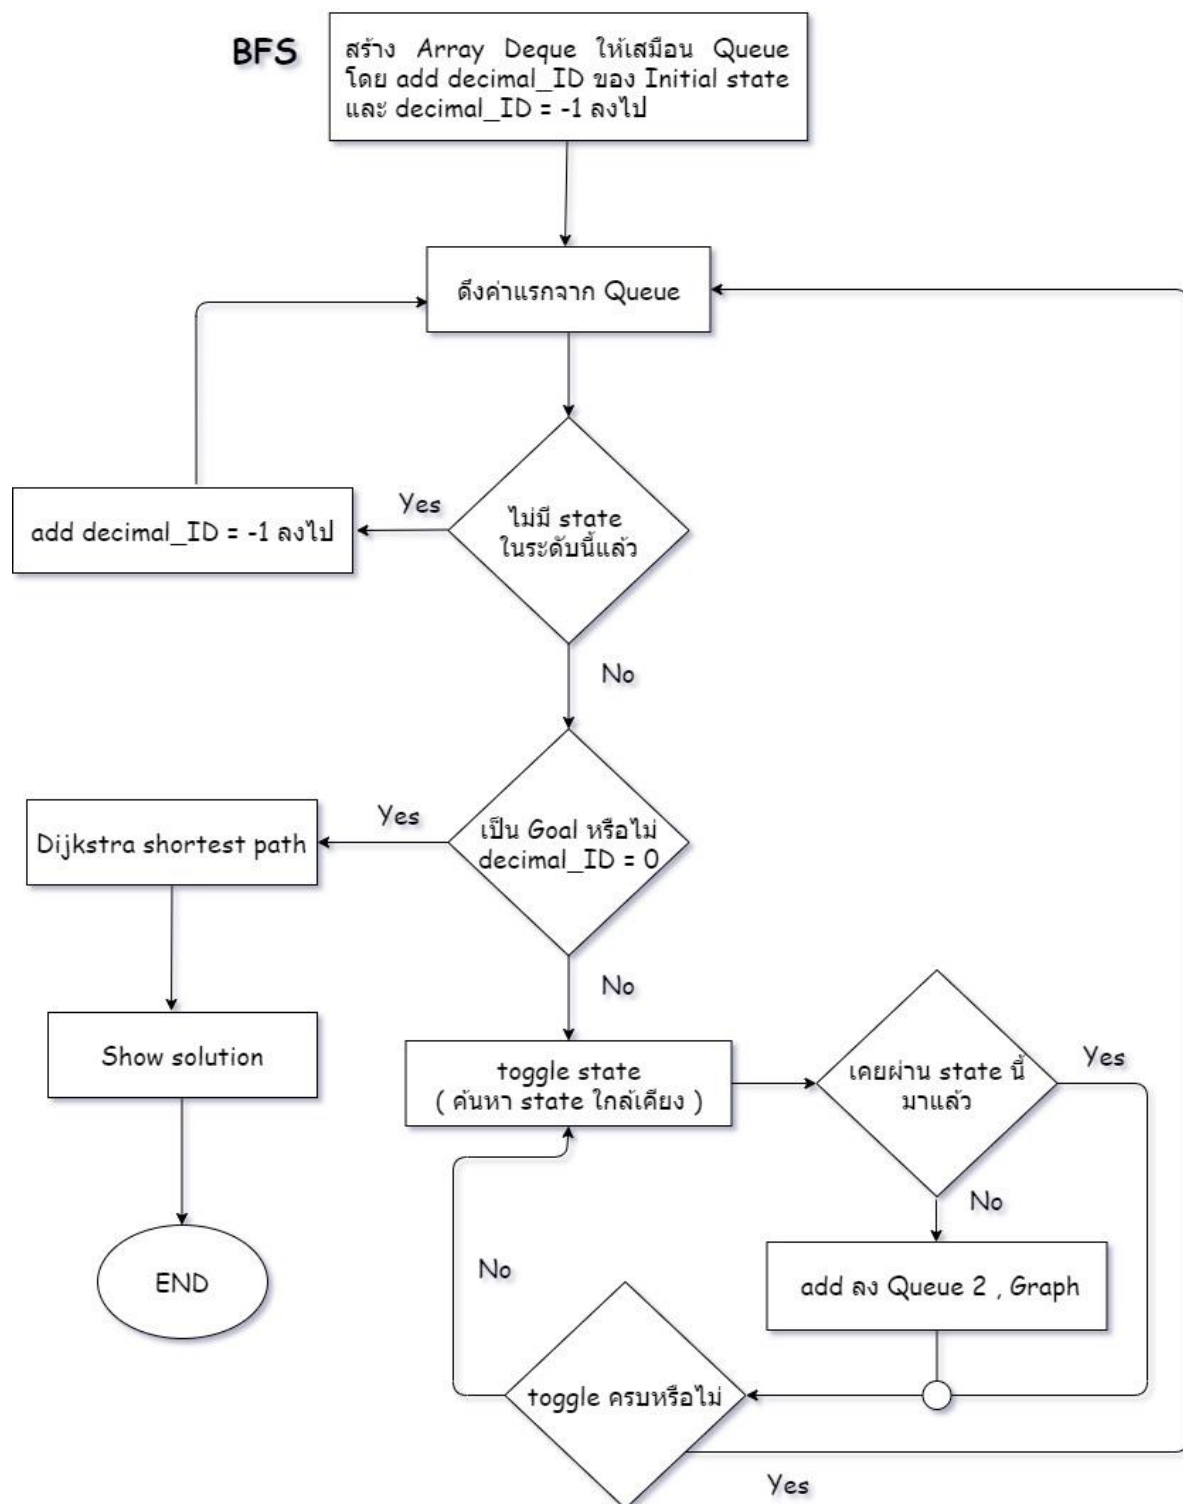 BFS
สร้าง Array Deque ให้เสมือน Queue
โดย add decimal_ID ของ Initial state
และ decimal_ID = -1 ลงไป
ดึงค่าแรกจาก Queue
Yes
ไม่มี state
ในระดับนี้แล้ว
add decimal_ID = -1 ลงไป
No
Yes
เป็น Goal หรือไม่
decimal_ID = 0
Dijkstra shortest path
No
Show solution
toggle state
( ค้นหา state ใกล้เคียง )
เคยผ่าน state นี้
มาแล้ว
Yes
No
END
No
add ลง Queue 2 , Graph
toggle ครบหรือไม่
Yes